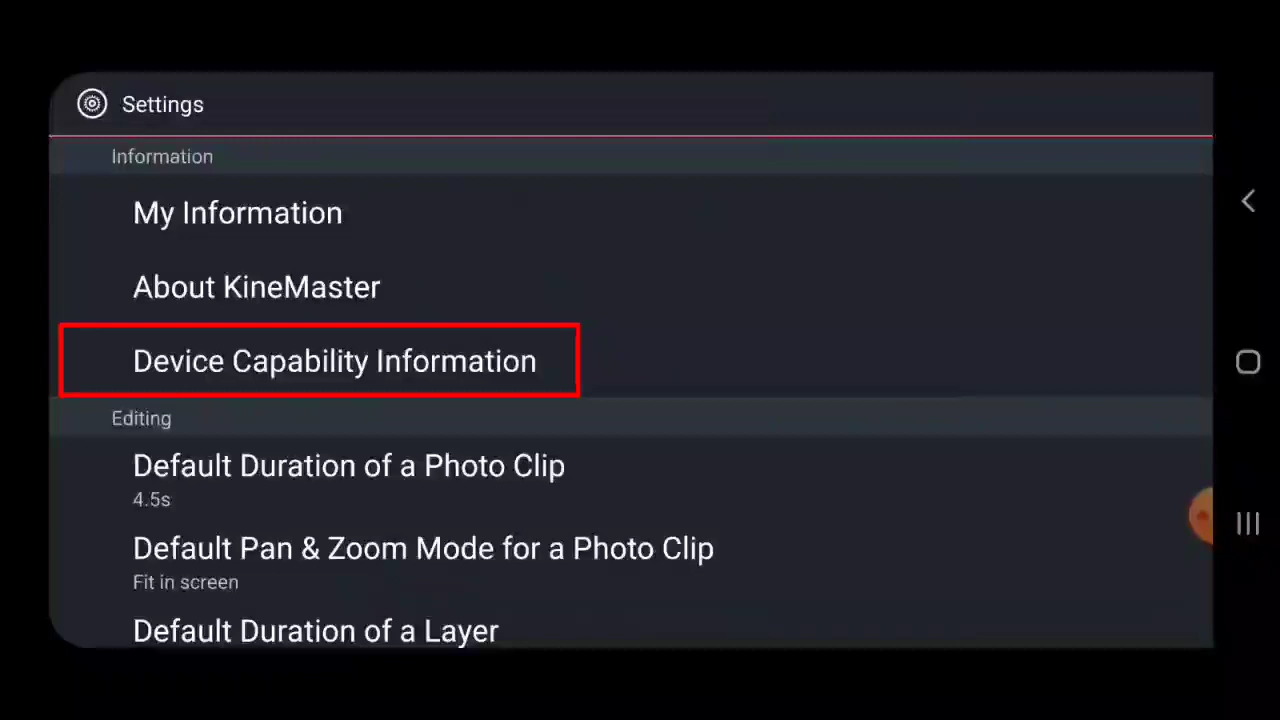 Settings
Information
My Information
About KineMaster
Device Capability Information
Editing
Default Duration of a Photo Clip
4.5s
Default Pan & Zoom Mode for a Photo Clip
Fit in screen
Default Duration of a Layer